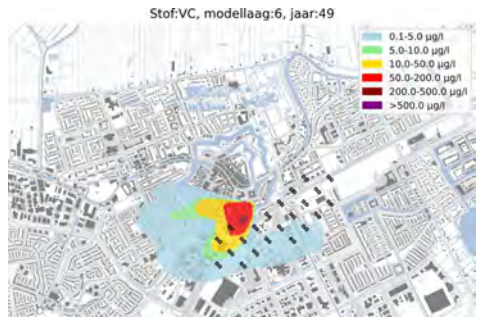 Stof:VC, modellaag:6, jaar:49
0.1-5.0 µg/l
5.0-10.0 µg/l
10.0-50.0 µg/l
50.0-200.0 µg/l
200.0-500.0 µg/l
>500.0 µg/l